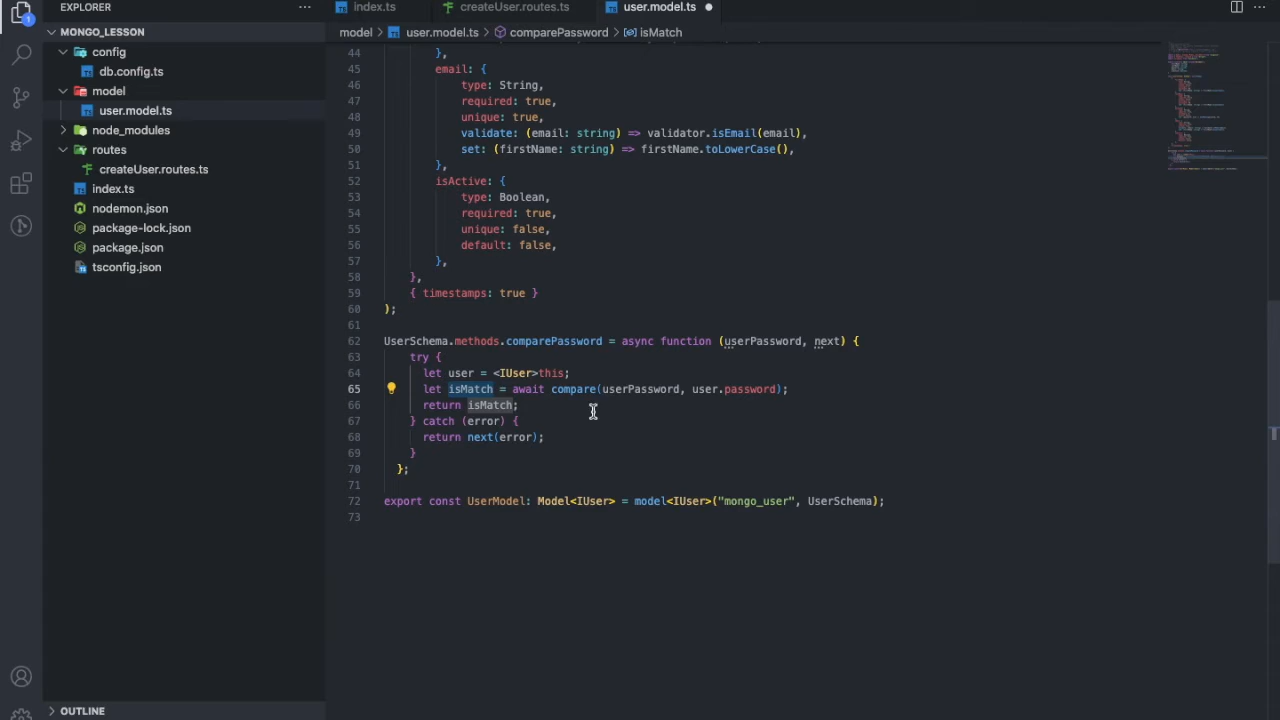 EXPLORER
···
index.ts
createUser.routes.ts
user.model.ts
···
MONGO_LESSON
model > user.model.ts > comparePassword > isMatch
config
db.config.ts
model
user.model.ts
node_modules
routes
createUser.routes.ts
index.ts
nodemon.json
package-lock.json
package.json
tsconfig.json
OUTLINE
1
44 },
45 email: {
46 type: String,
47 required: true,
48 unique: true,
49 validate: (email: string) => validator.isEmail(email),
50 set: (firstName: string) => firstName.toLowerCase(),
51 },
52 isActive: {
53 type: Boolean,
54 required: true,
55 unique: false,
56 default: false,
57 },
58 },
59 { timestamps: true }
60 );
61
62 UserSchema.methods.comparePassword = async function (userPassword, next) {
63 try {
64 let user = <IUser>this;
65 let isMatch = await compare(userPassword, user.password);
66 return isMatch;
67 } catch (error) {
68 return next(error);
69 }
70 };
71
72 export const UserModel: Model<IUser> = model<IUser>("mongo_user", UserSchema);
73